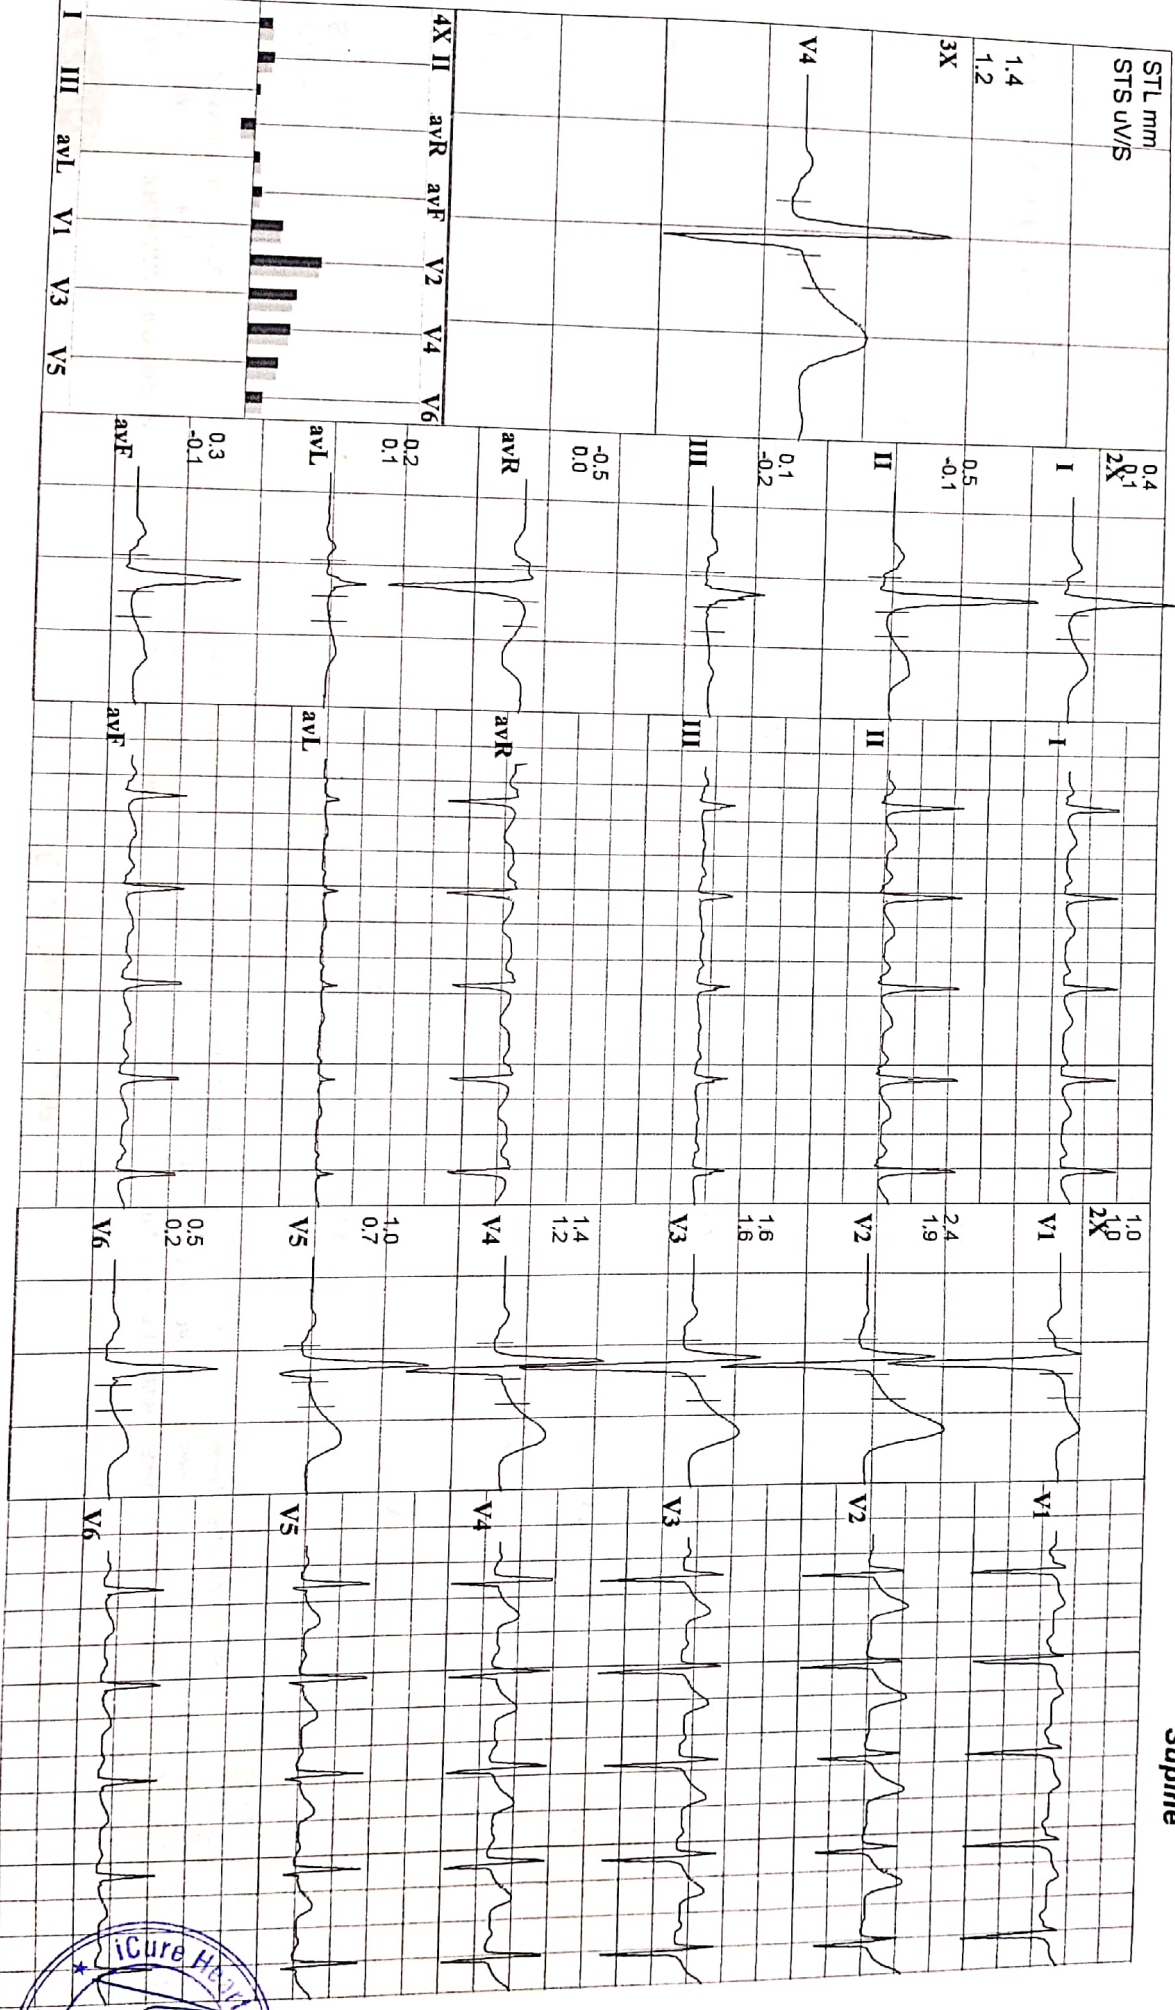 Supine
STL mm
STS uV/S
1.4
1.2
3X
V4
4X II avR avF V2 V4 V6
I III avL V1 V3 V5
0.4
0.1
2X
I
0.5
-0.1
II
0.1
-0.2
III
-0.5
0.0
avR
0.2
0.1
avL
0.3
-0.1
avF
I
II
III
avR
avL
avF
1.0
1.0
2X
V1
2.4
1.9
V2
1.6
1.6
V3
1.4
1.2
V4
1.0
0.7
V5
0.5
0.2
V6
V1
V2
V3
V4
V5
V6
iCure Heart